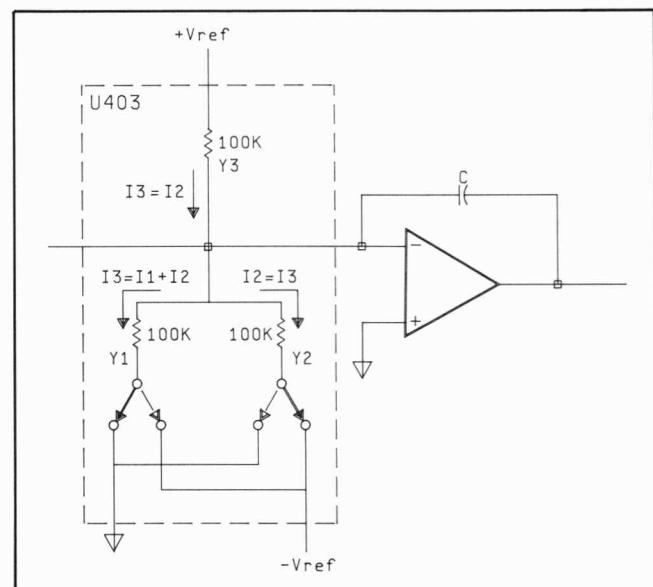 +Vref
U403
100K
Y3
I3=I2
C
−
I3=I1+I2
I2=I3
+
100K
100K
Y1
Y2
-Vref